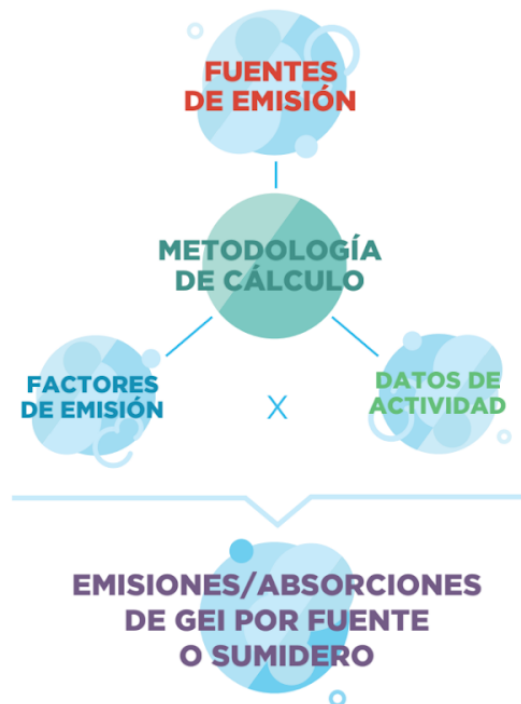 FUENTES
DE EMISIÓN
METODOLOGÍA
DE CÁLCULO
FACTORES
DE EMISIÓN
X
DATOS DE
ACTIVIDAD
EMISIONES/ABSORCIONES
DE GEI POR FUENTE
O SUMIDERO